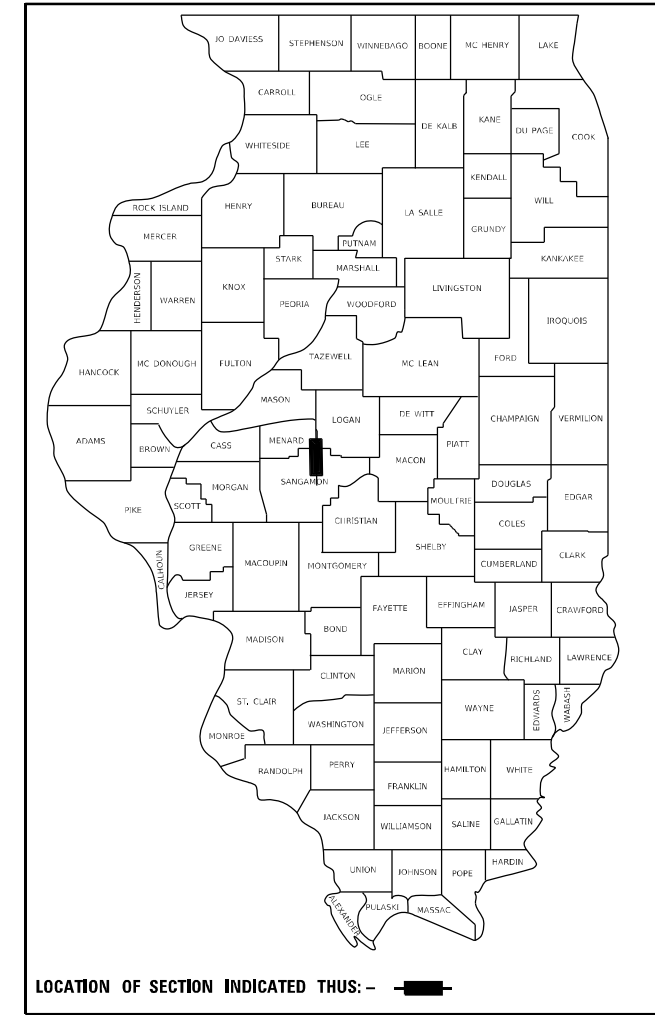 JO DAVIESS STEPHENSON WINNEBAGO BOONE MC HENRY LAKE
CARROLL OGLE DE KALB KANE DU PAGE COOK
WHITESIDE LEE
ROCK ISLAND HENRY BUREAU LA SALLE KENDALL WILL
MERCER PUTNAM GRUNDY
STARK MARSHALL KANKAKEE
HENDERSON WARREN KNOX PEORIA WOODFORD LIVINGSTON IROQUOIS
HANCOCK MC DONOUGH FULTON TAZEWELL MC LEAN FORD
SCHUYLER MASON LOGAN DE WITT CHAMPAIGN VERMILION
ADAMS BROWN CASS MENARD MACON PIATT
PIKE SCOTT MORGAN SANGAMON MOULTRIE DOUGLAS EDGAR
CHRISTIAN COLES
CALHOUN GREENE MACOUPIN MONTGOMERY SHELBY CUMBERLAND CLARK
JERSEY FAYETTE EFFINGHAM JASPER CRAWFORD
MADISON BOND
CLINTON MARION CLAY RICHLAND LAWRENCE
ST. CLAIR WAYNE EDWARDS WABASH
MONROE WASHINGTON JEFFERSON
RANDOLPH PERRY HAMILTON WHITE
FRANKLIN
JACKSON WILLIAMSON SALINE GALLATIN
UNION JOHNSON POPE HARDIN
ALEXANDER PULASKI MASSAC
LOCATION OF SECTION INDICATED THUS: –